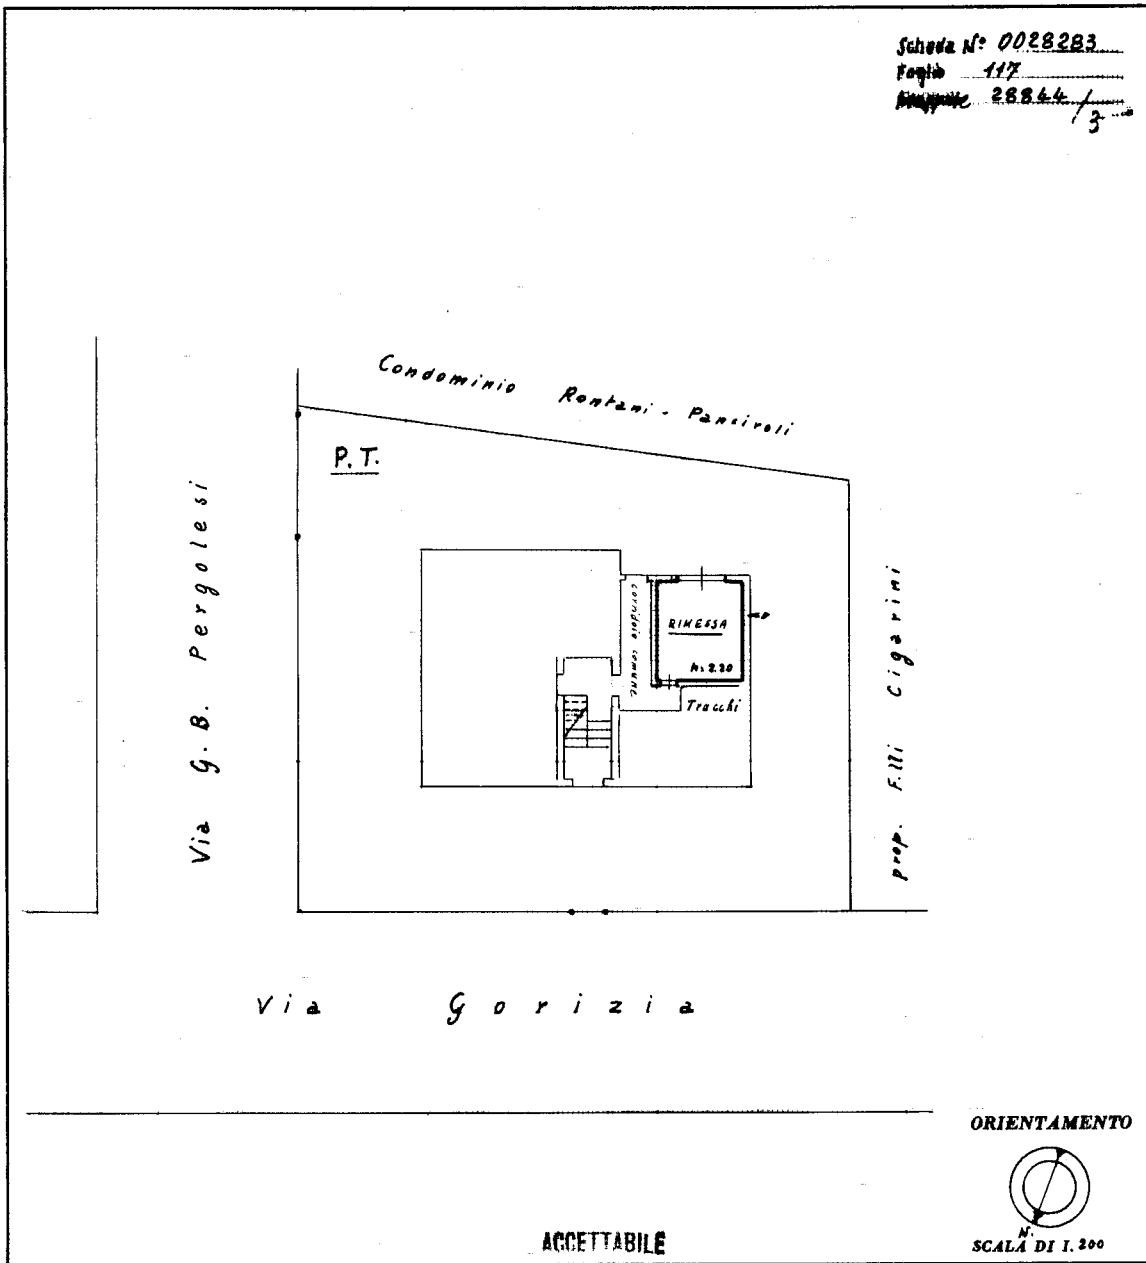 Scheda N° 0028283
Foglio 117
28844/3
Condominio Rontani - Panciroli
P. T.
Via G. B. Pergolesi
corridoio comune
RIMESSA
h: 2.20
Tracchi
prop. F.lli Cigarini
Via Gorizia
ORIENTAMENTO
N.
SCALA DI 1. 200
ACCETTABILE